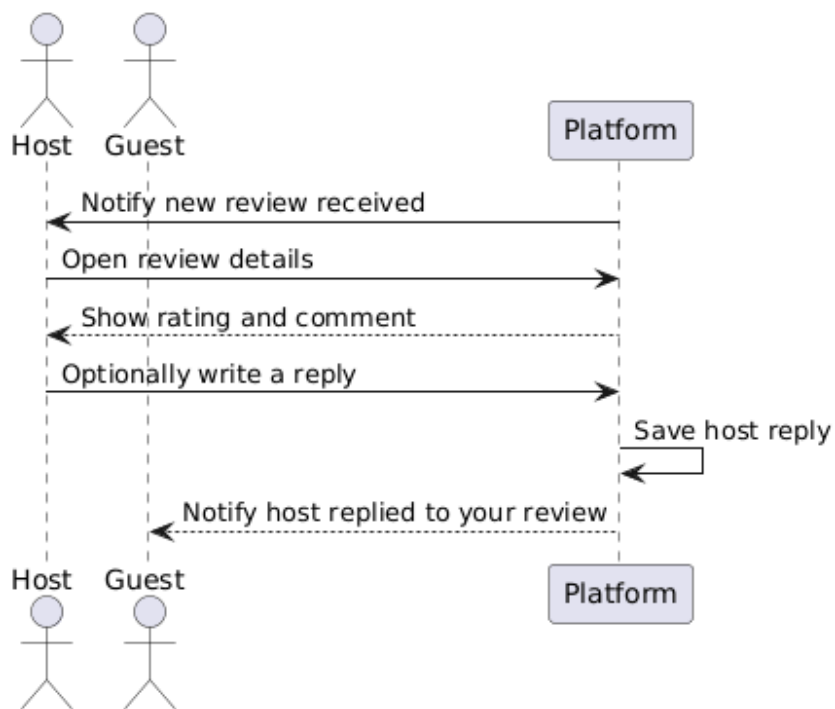 Host Guest Platform
Notify new review received
Open review details
Show rating and comment
Optionally write a reply
Save host reply
Notify host replied to your review
Host Guest Platform